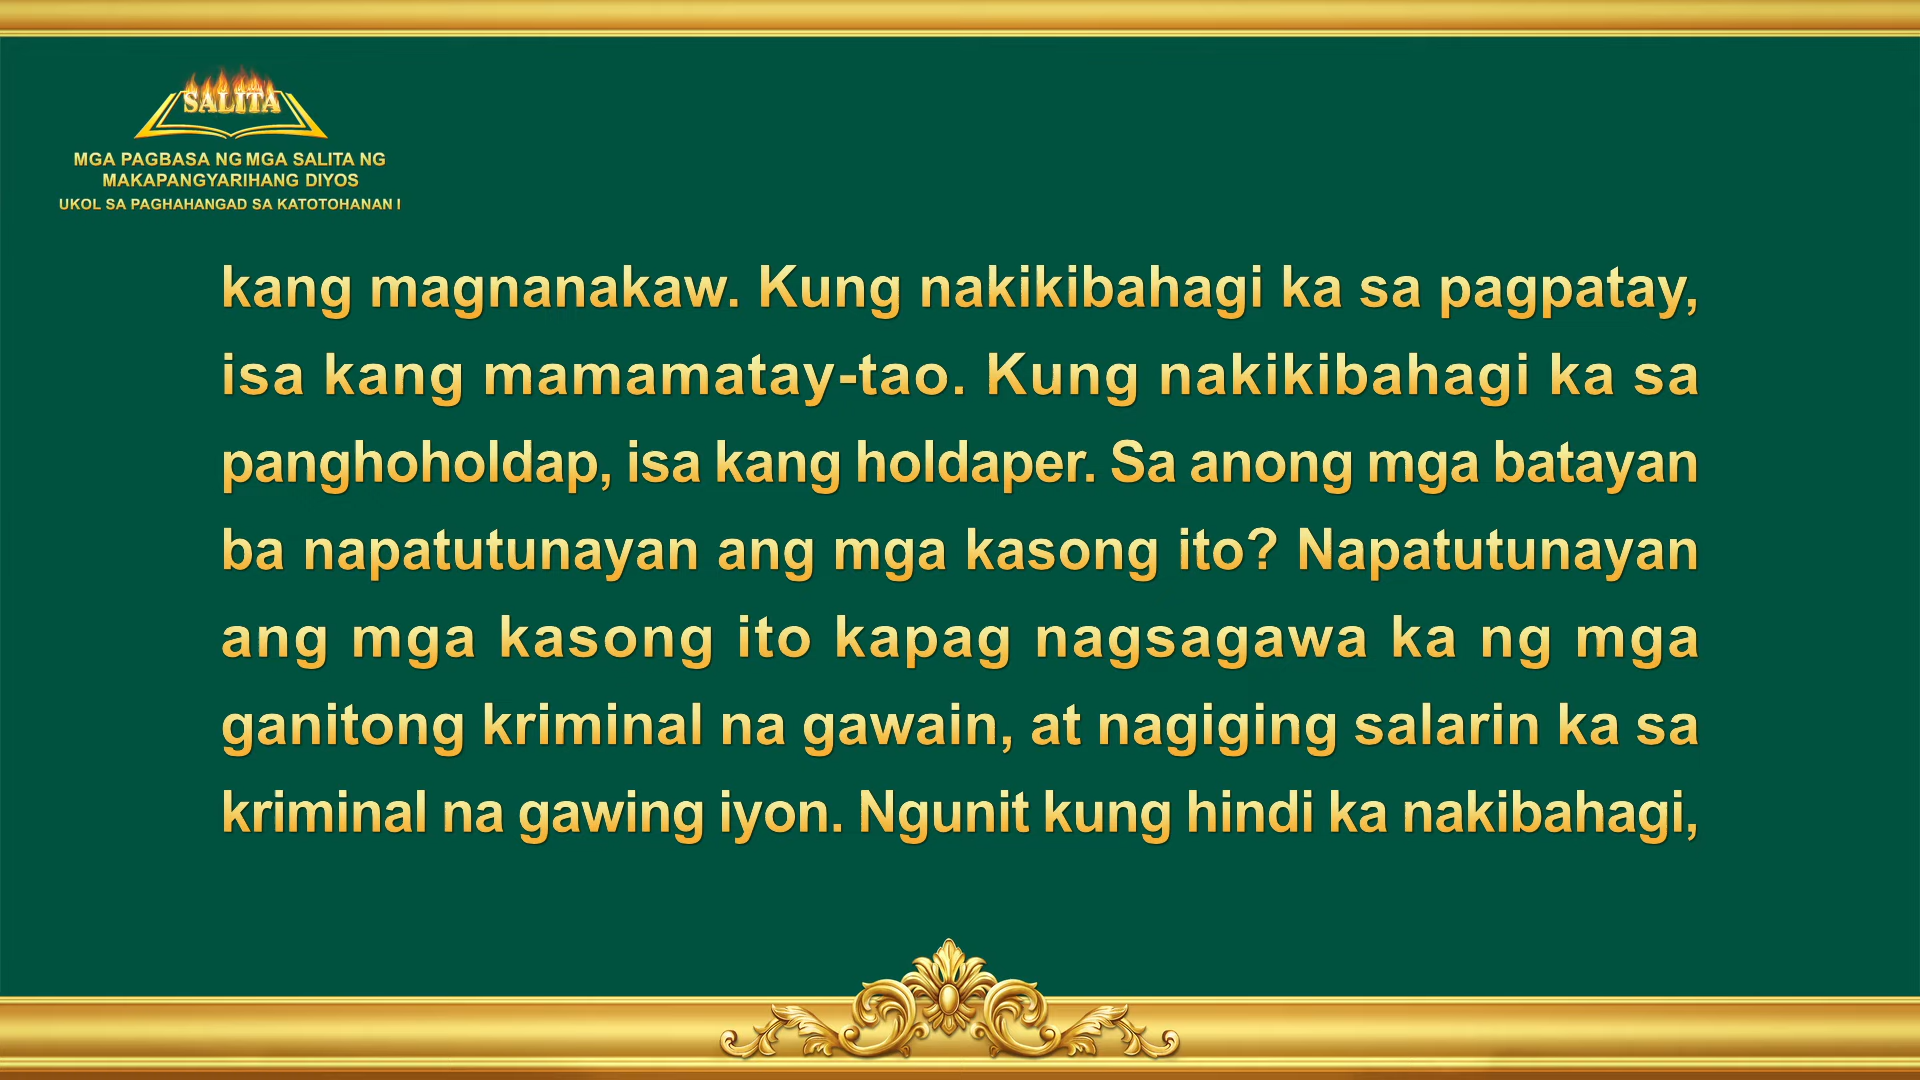 SALITA
MGA PAGBASA NG MGA SALITA NG
MAKAPANGYARIHANG DIYOS
UKOL SA PAGHAHANGAD SA KATOTOHANAN I
kang magnanakaw. Kung nakikibahagi ka sa pagpatay,
isa kang mamamatay-tao. Kung nakikibahagi ka sa
panghoholdap, isa kang holdaper. Sa anong mga batayan
ba napatutunayan ang mga kasong ito? Napatutunayan
ang mga kasong ito kapag nagsagawa ka ng mga
ganitong kriminal na gawain, at nagiging salarin ka sa
kriminal na gawing iyon. Ngunit kung hindi ka nakibahagi,